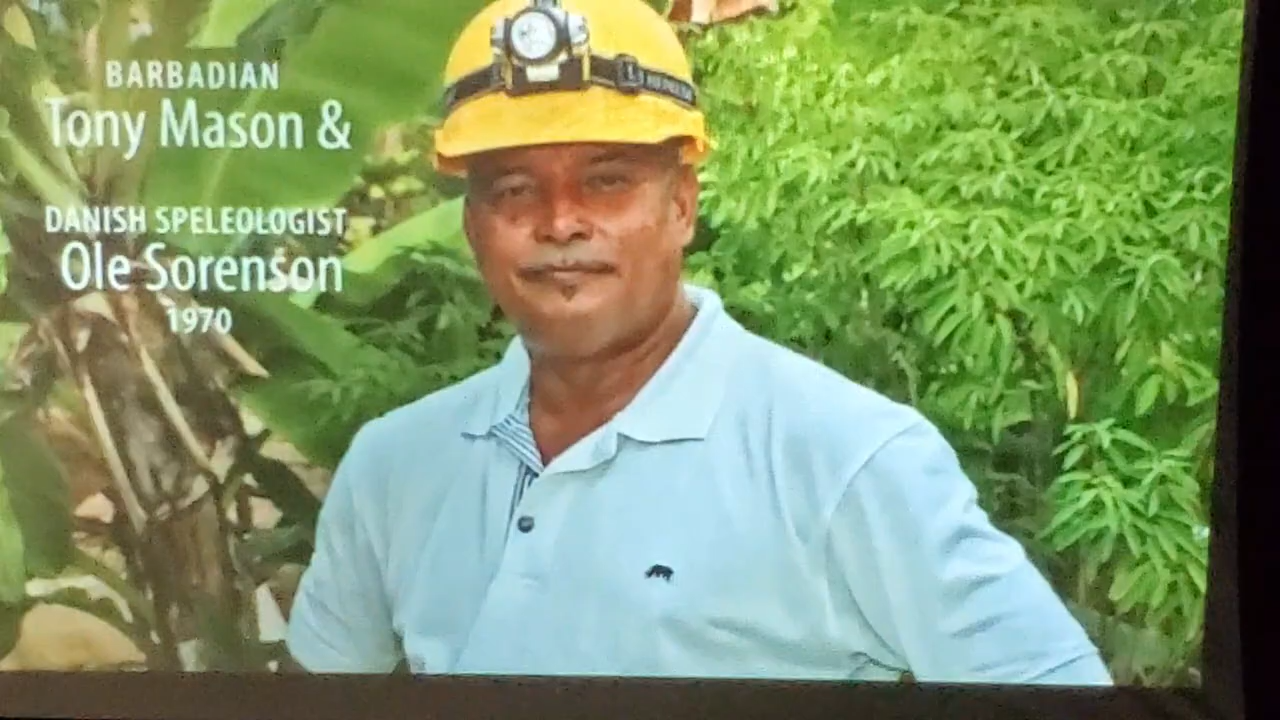 BARBADIAN
Tony Mason &
DANISH SPELEOLOGIST
Ole Sorenson
1970